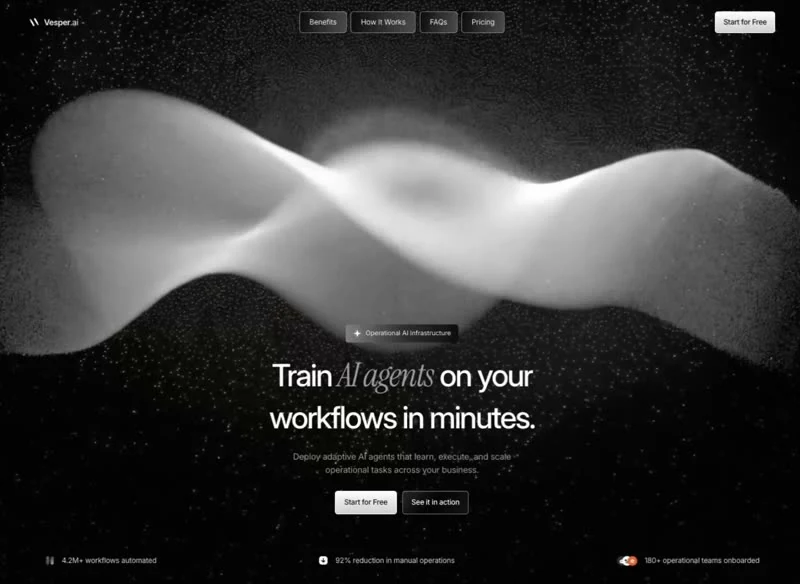 Vesper.ai
Benefits
How It Works
FAQs
Pricing
Start for Free
Operational AI Infrastructure
Train AI agents on your
workflows in minutes.
Deploy adaptive AI agents that learn, execute, and scale
operational tasks across your business.
Start for Free
See it in action
4.2M+ workflows automated
92% reduction in manual operations
180+ operational teams onboarded